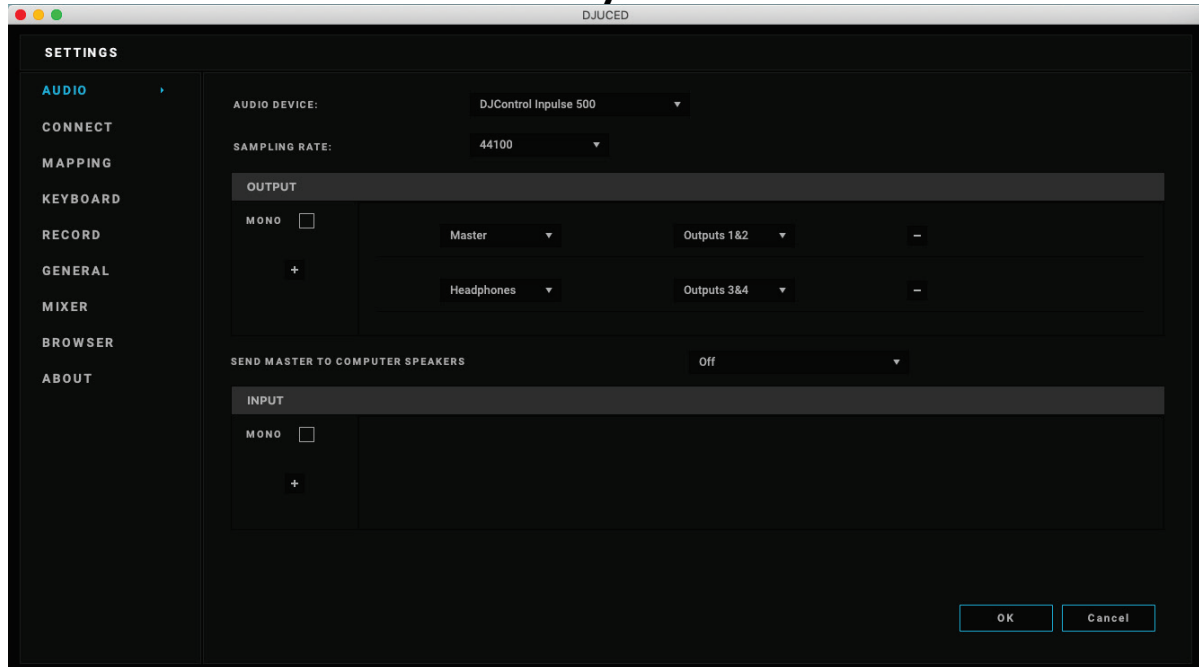 DJUCED
SETTINGS
AUDIO
CONNECT
MAPPING
KEYBOARD
RECORD
GENERAL
MIXER
BROWSER
ABOUT
AUDIO DEVICE: DJControl Inpulse 500
SAMPLING RATE: 44100
OUTPUT
MONO
+
Master Outputs 1&2 -
Headphones Outputs 3&4 -
SEND MASTER TO COMPUTER SPEAKERS Off
INPUT
MONO
+
OK Cancel